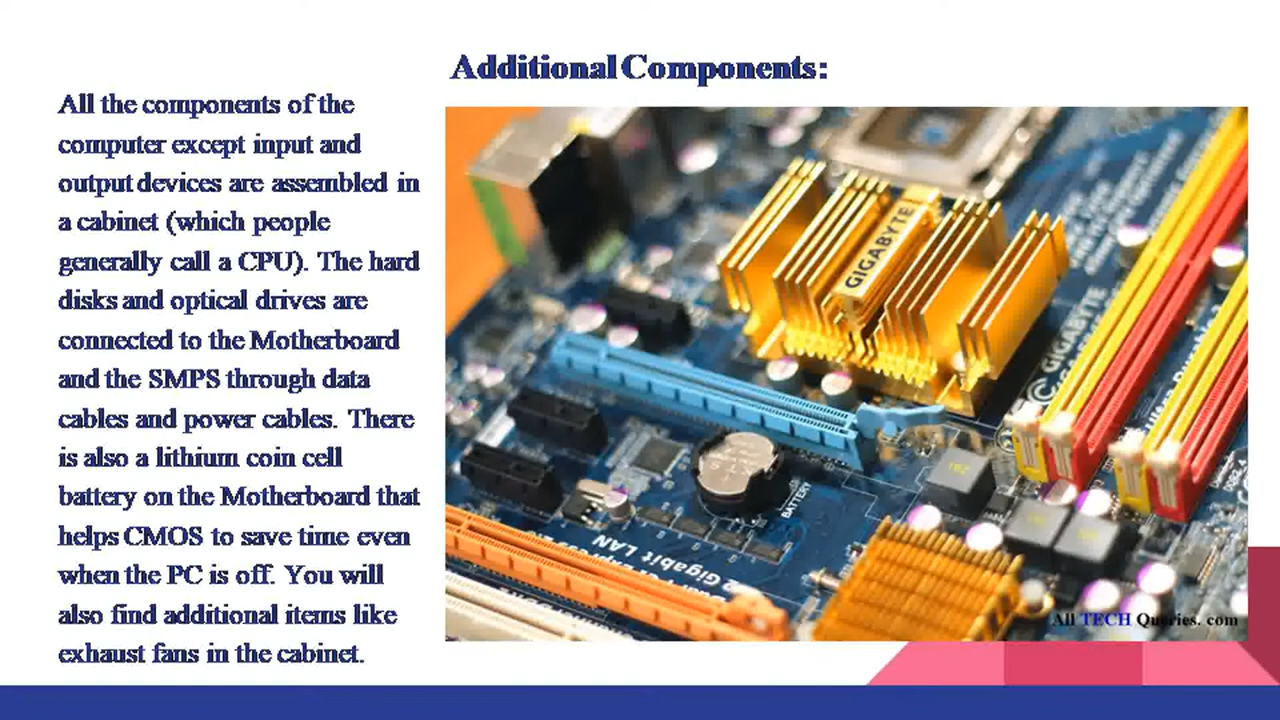 Additional Components:
All the components of the
computer except input and
output devices are assembled in
a cabinet (which people
generally call a CPU). The hard
disks and optical drives are
connected to the Motherboard
and the SMPS through data
cables and power cables. There
is also a lithium coin cell
battery on the Motherboard that
helps CMOS to save time even
when the PC is off. You will
also find additional items like
exhaust fans in the cabinet.
GIGABYTE
GIGABYTE
BATTERY
2 Gigabit LAN
All TECH Queries. com